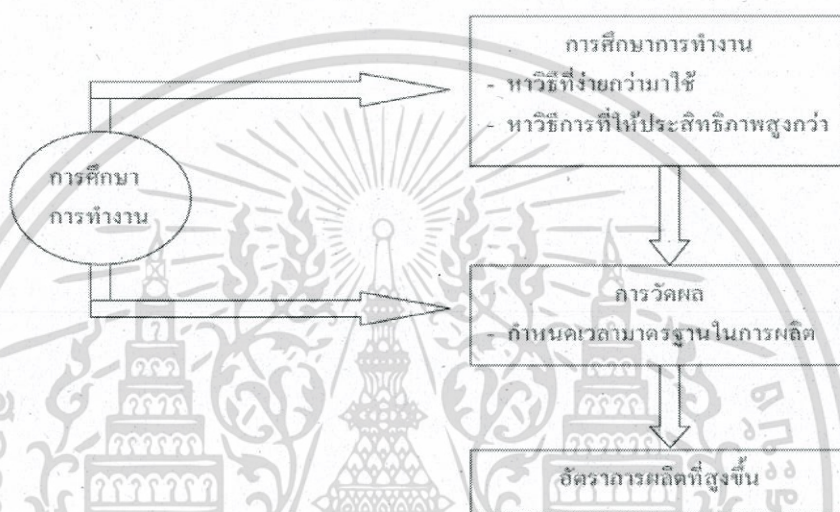 การศึกษาการทำงาน
- หาวิธีที่ง่ายกว่ามาใช้
- หาวิธีการที่ให้ประสิทธิภาพสูงกว่า
การศึกษา
การทำงาน
การวัดผล
- กำหนดเวลามาตรฐานในการผลิต
อัตราการผลิตที่สูงขึ้น